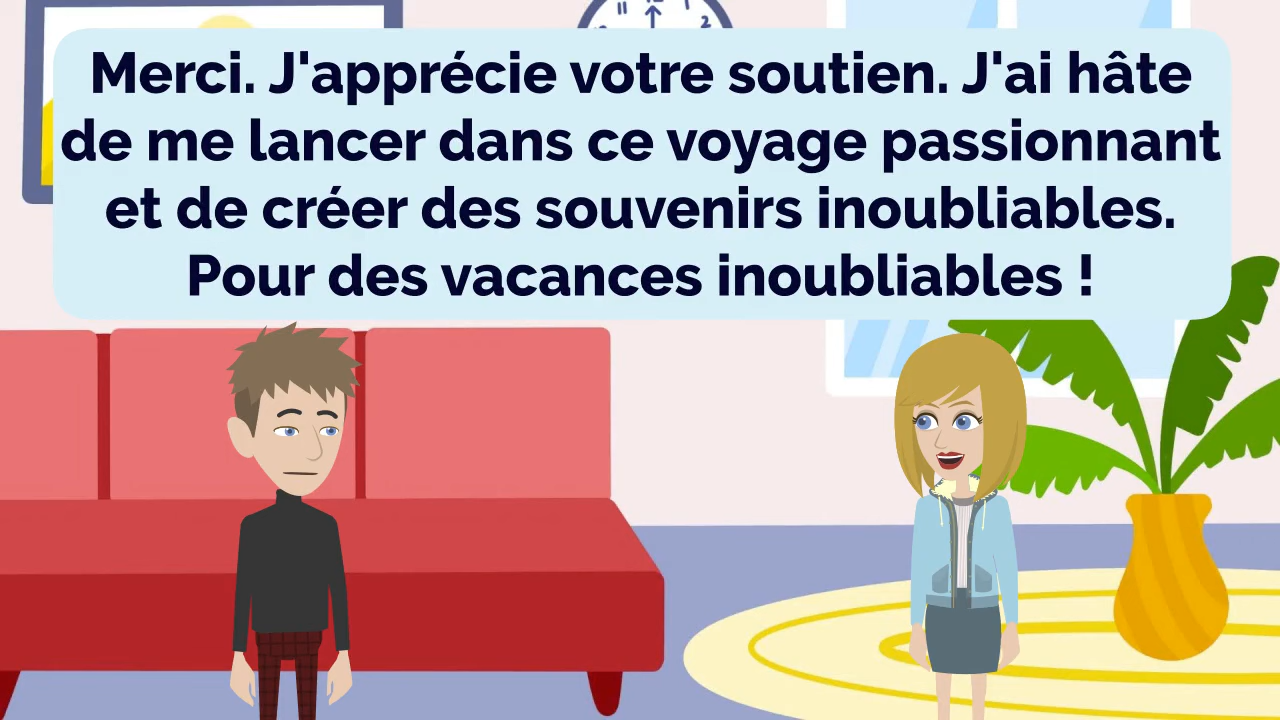 Merci. J'apprécie votre soutien. J'ai hâte
de me lancer dans ce voyage passionnant
et de créer des souvenirs inoubliables.
Pour des vacances inoubliables !